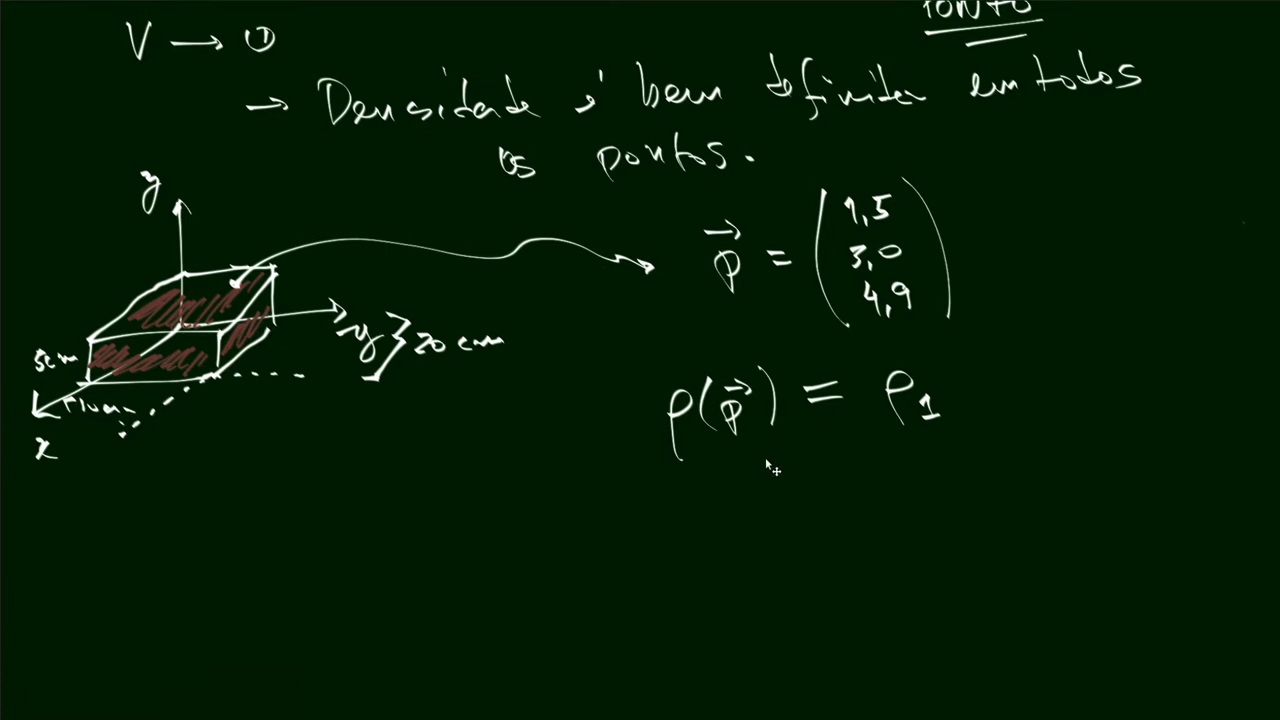 PONTO
V → 0
→ Densidade é bem definida em todos
os pontos.
y
p⃗ = (1,5
3,0
4,9)
y } 20 cm
5cm
x
ρ(p⃗) = ρ1